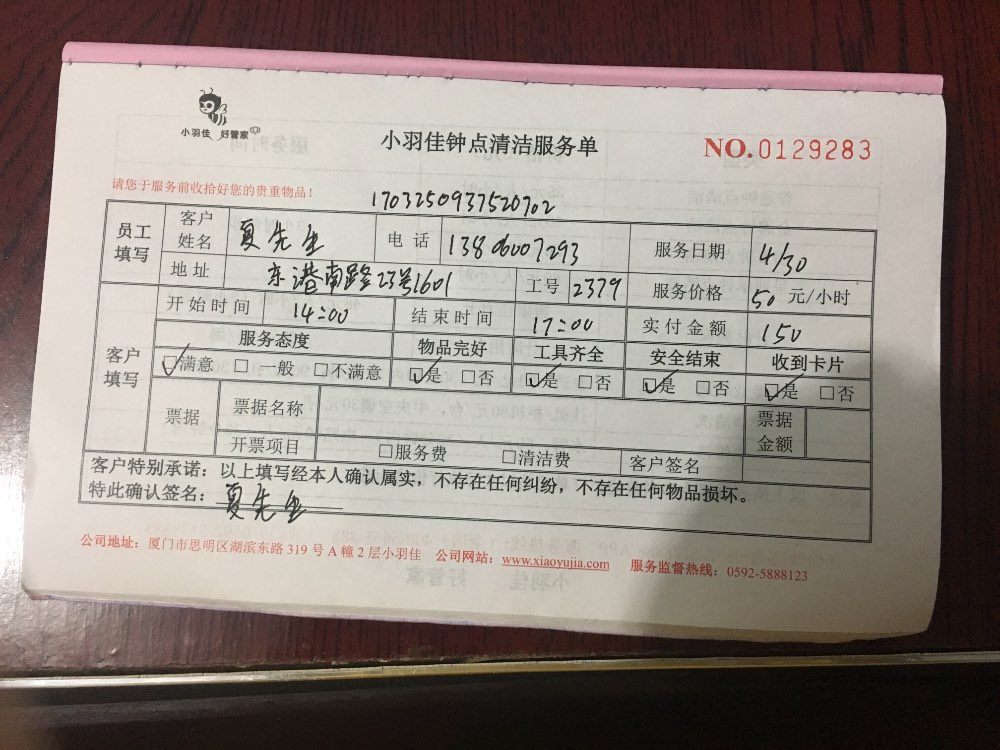 小羽佳 好管家
小羽佳钟点清洁服务单
NO.0129283
请您于服务前收拾好您的贵重物品!
1703250937520702
员工填写 客户姓名 夏先生 电话 13806007293 服务日期 4/30
地址 东港南路23号1601 工号 2379 服务价格 50 元/小时
客户填写 开始时间 14:00 结束时间 17:00 实付金额 150
服务态度 物品完好 工具齐全 安全结束 收到卡片
☑满意 □一般 □不满意 ☑是 □否 ☑是 □否 ☑是 □否 ☑是 □否
票据 票据名称 票据金额
开票项目 □服务费 □清洁费 客户签名
客户特别承诺:以上填写经本人确认属实,不存在任何纠纷,不存在任何物品损坏。
特此确认签名:夏先生
公司地址:厦门市思明区湖滨东路 319 号 A 幢 2 层小羽佳 公司网站:www.xiaoyujia.com 服务监督热线:0592-5888123